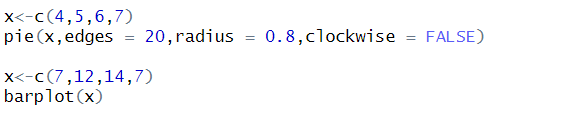 x<-c(4,5,6,7)
pie(x,edges = 20,radius = 0.8,clockwise = FALSE)
x<-c(7,12,14,7)
barplot(x)